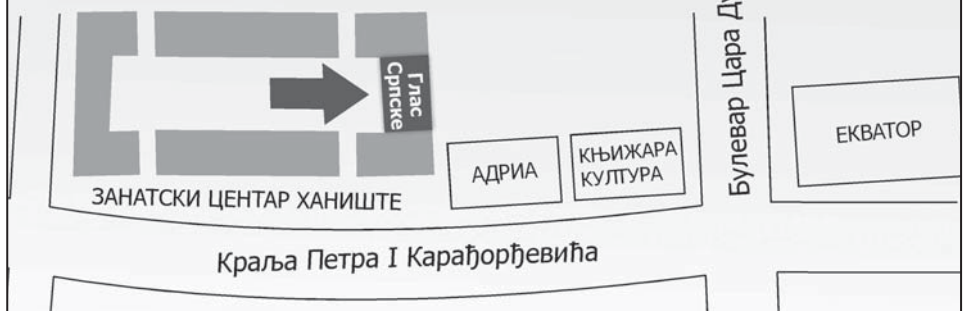 Глас
Српске
ЗАНАТСКИ ЦЕНТАР ХАНИШТЕ
АДРИА
КЊИЖАРА
КУЛТУРА
Булевар Цара
ЕКВАТОР
Краља Петра I Карађорђевића